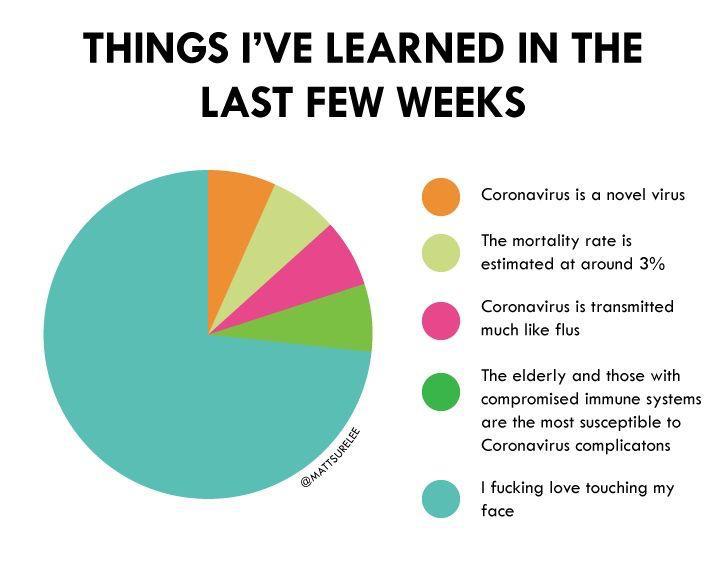 THINGS I'VE LEARNED IN THE
LAST FEW WEEKS
Coronavirus is a novel virus
The mortality rate is
estimated at around 3%
Coronavirus is transmitted
much like flus
The elderly and those with
compromised immune systems
are the most susceptible to
Coronavirus complicatons
I fucking love touching my
face
@MATTSURELEE